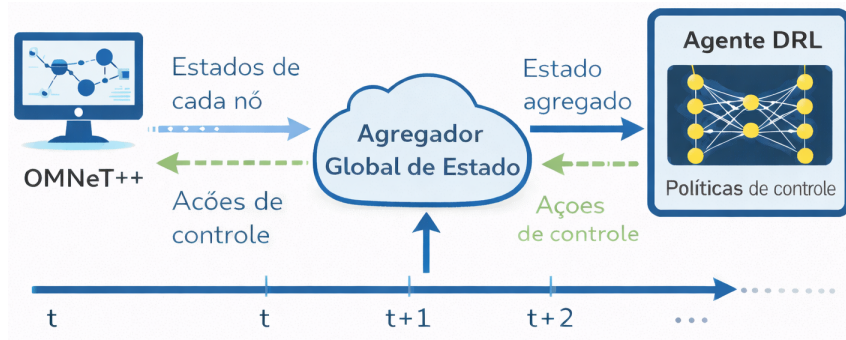 Agente DRL
Estados de
cada nó
Estado
agregado
Agregador
Global de Estado
OMNeT++
Acões de
controle
Açoes
de controle
Políticas de controle
t
t
t+1
t+2
...